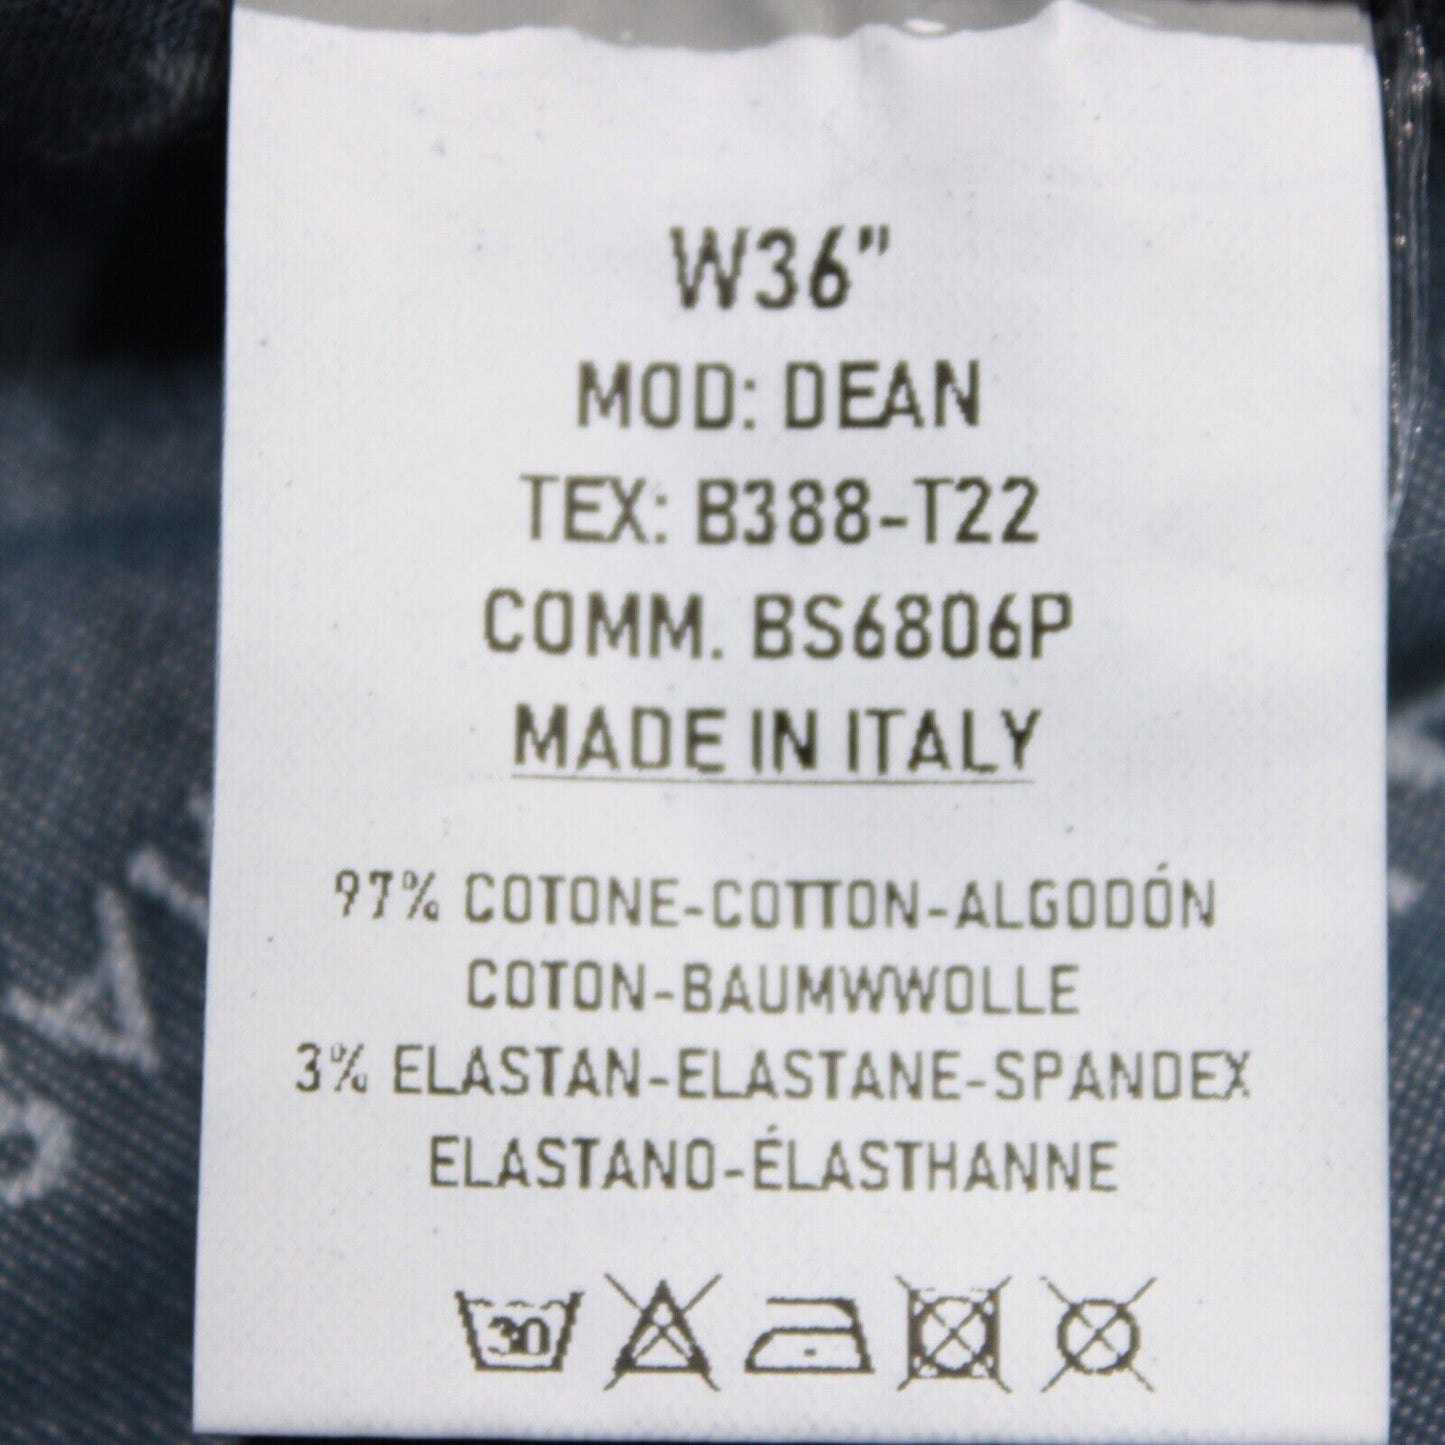 W36"
MOD: DEAN
TEX: B388-T22
COMM. BS6806P
MADE IN ITALY
97% COTONE-COTTON-ALGODÓN
COTON-BAUMWWOLLE
3% ELASTAN-ELASTANE-SPANDEX
ELASTANO-ÉLASTHANNE
30